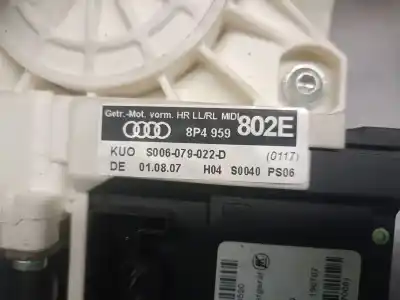 Getr.-Mot. vorm. HR LL/RL MIDI
8P4 959 802E
KUO S006-079-022-D (0117)
DE 01.08.07 H04 S0040 PS06